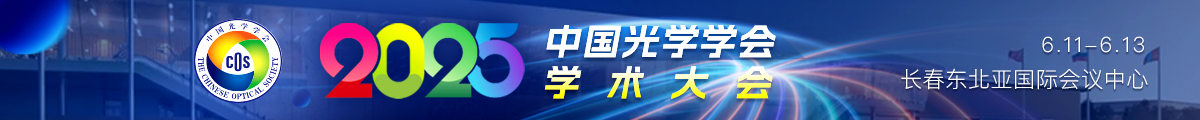 中国光学学会
COS
THE CHINESE OPTICAL SOCIETY
2025
中国光学学会
学术大会
6.11-6.13
长春东北亚国际会议中心